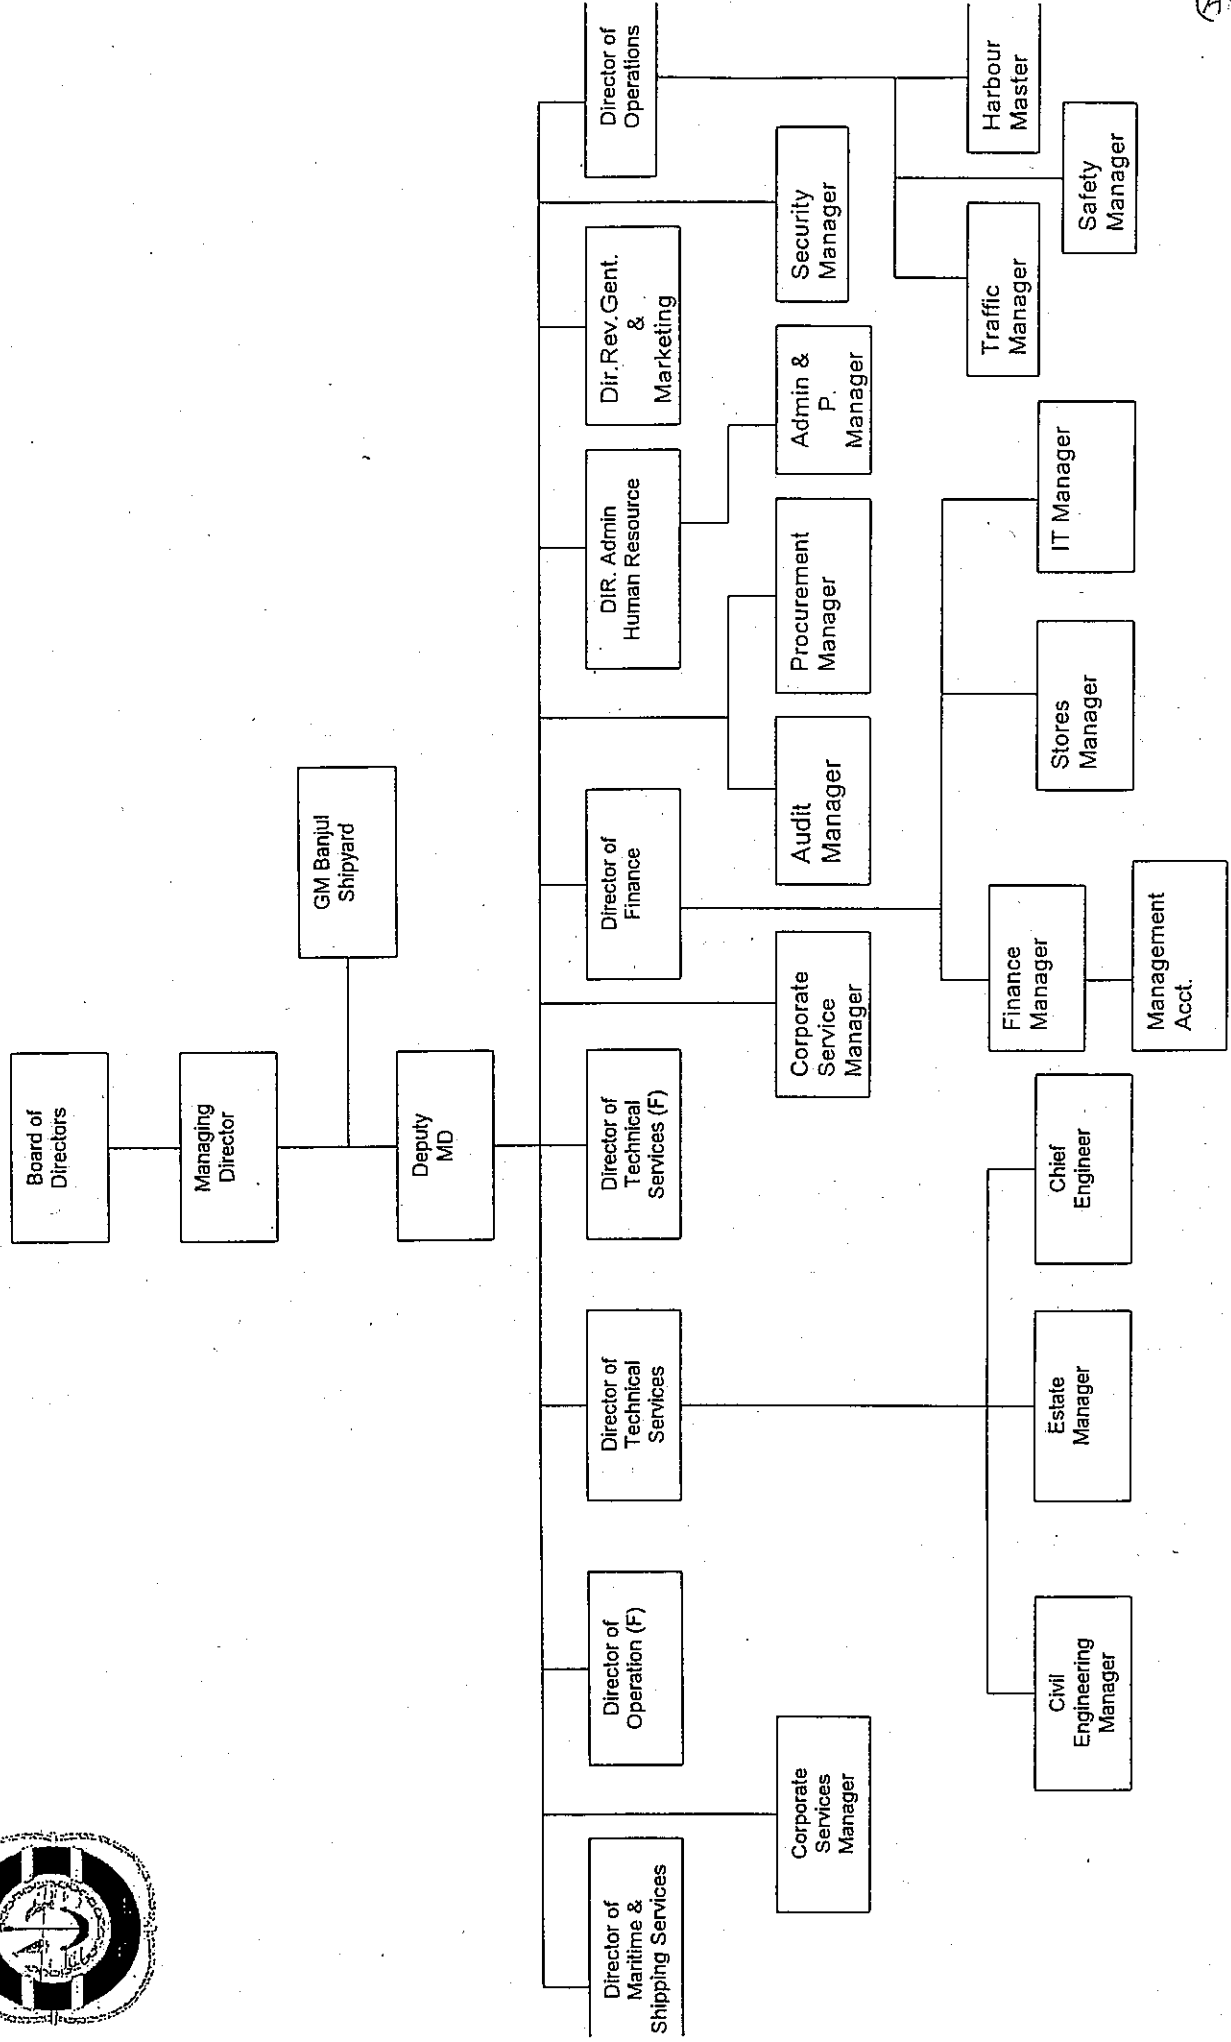 Board of
Directors
Managing
Director
GM Banjul
Shipyard
Deputy
MD
Director of
Maritime &
Shipping Services
Director of
Operation (F)
Director of
Technical
Services
Director of
Technical
Services (F)
Director of
Finance
DIR. Admin
Human Resource
Dir.Rev.Gent.
&
Marketing
Director of
Operations
Corporate
Services
Manager
Corporate
Service
Manager
Audit
Manager
Procurement
Manager
Admin &
P.
Manager
Security
Manager
Civil
Engineering
Manager
Estate
Manager
Chief
Engineer
Finance
Manager
Stores
Manager
IT Manager
Traffic
Manager
Harbour
Master
Safety
Manager
Management
Acct.